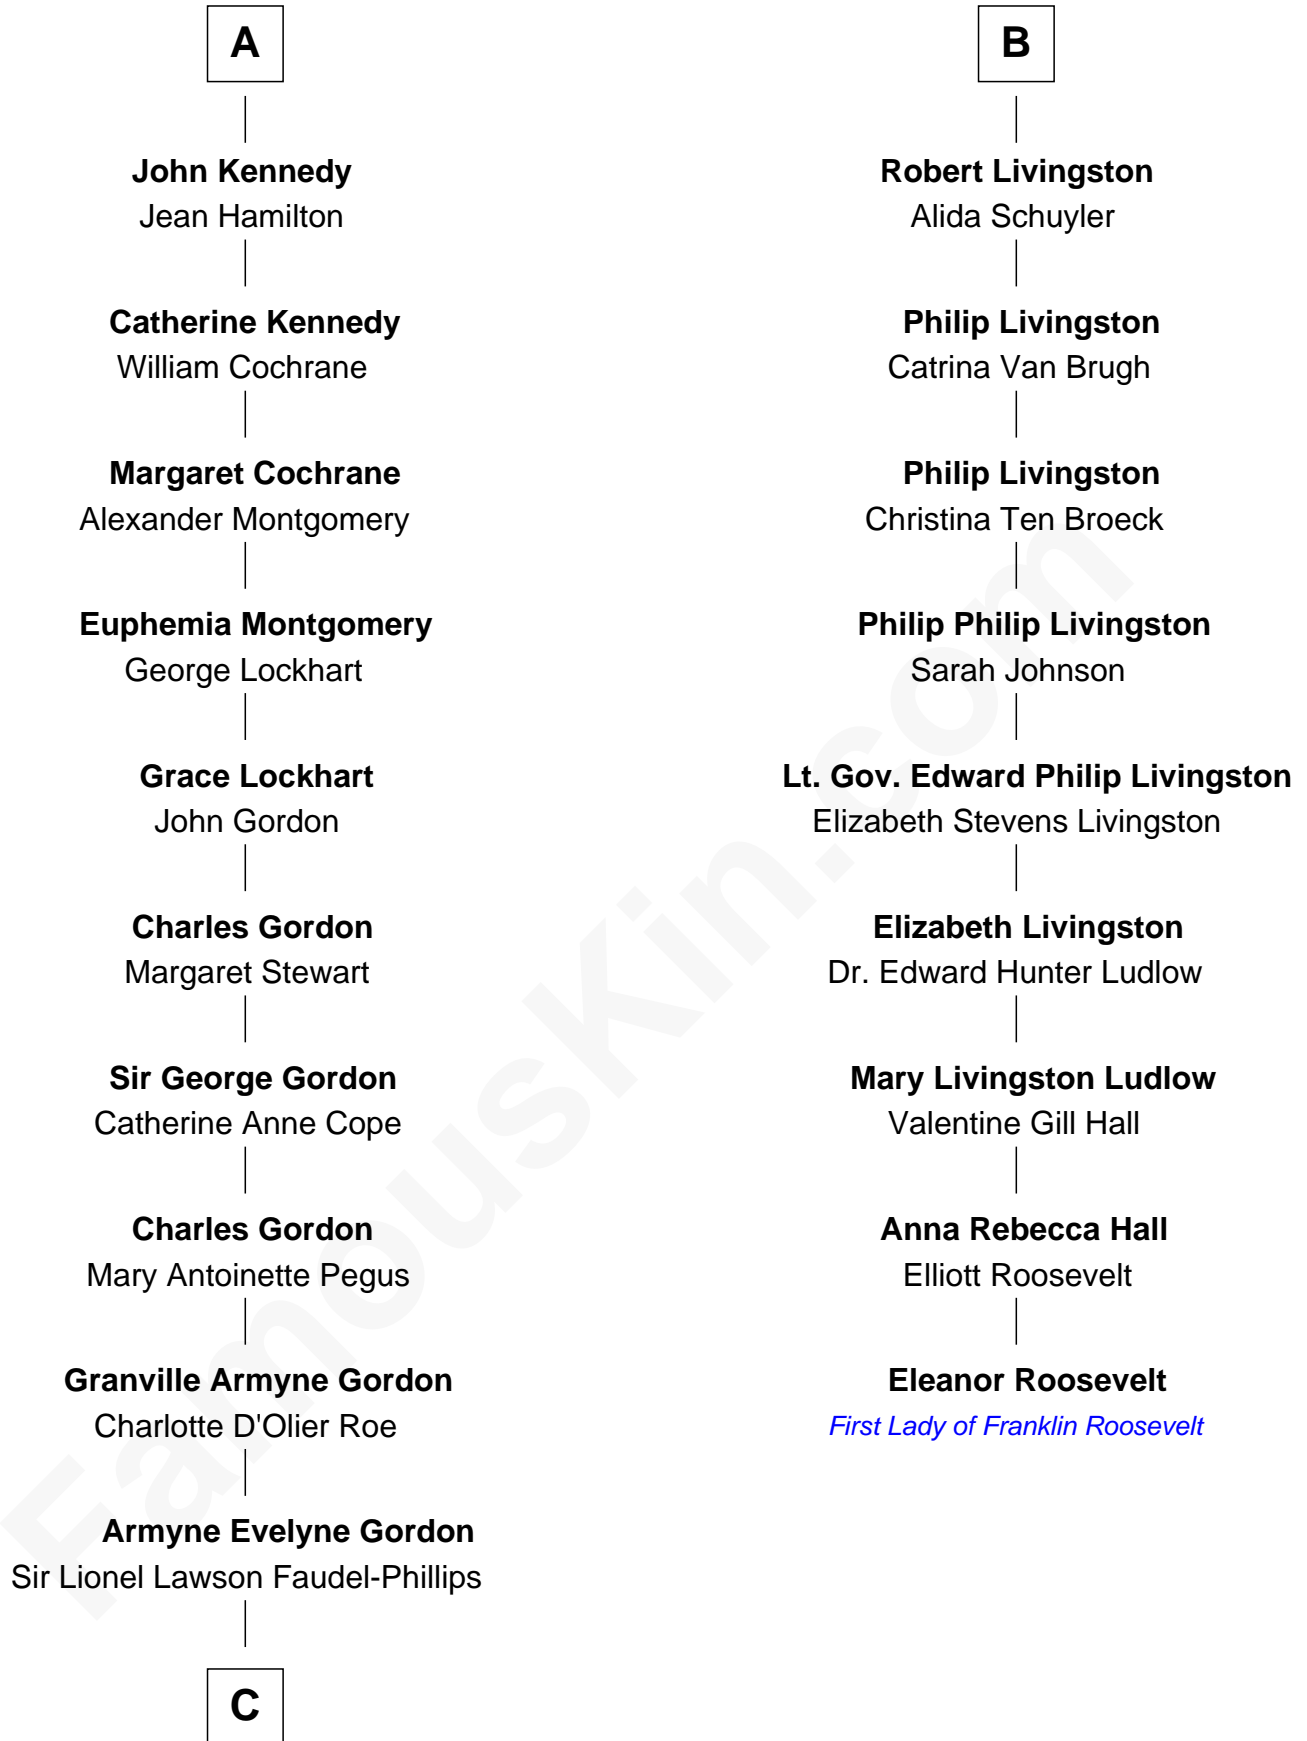 A
John Kennedy
Jean Hamilton
Catherine Kennedy
William Cochrane
Margaret Cochrane
Alexander Montgomery
Euphemia Montgomery
George Lockhart
Grace Lockhart
John Gordon
Charles Gordon
Margaret Stewart
Sir George Gordon
Catherine Anne Cope
Charles Gordon
Mary Antoinette Pegus
Granville Armyne Gordon
Charlotte D'Olier Roe
Armyne Evelyne Gordon
Sir Lionel Lawson Faudel-Phillips
C
B
Robert Livingston
Alida Schuyler
Philip Livingston
Catrina Van Brugh
Philip Livingston
Christina Ten Broeck
Philip Philip Livingston
Sarah Johnson
Lt. Gov. Edward Philip Livingston
Elizabeth Stevens Livingston
Elizabeth Livingston
Dr. Edward Hunter Ludlow
Mary Livingston Ludlow
Valentine Gill Hall
Anna Rebecca Hall
Elliott Roosevelt
Eleanor Roosevelt
First Lady of Franklin Roosevelt
FamousKin.com